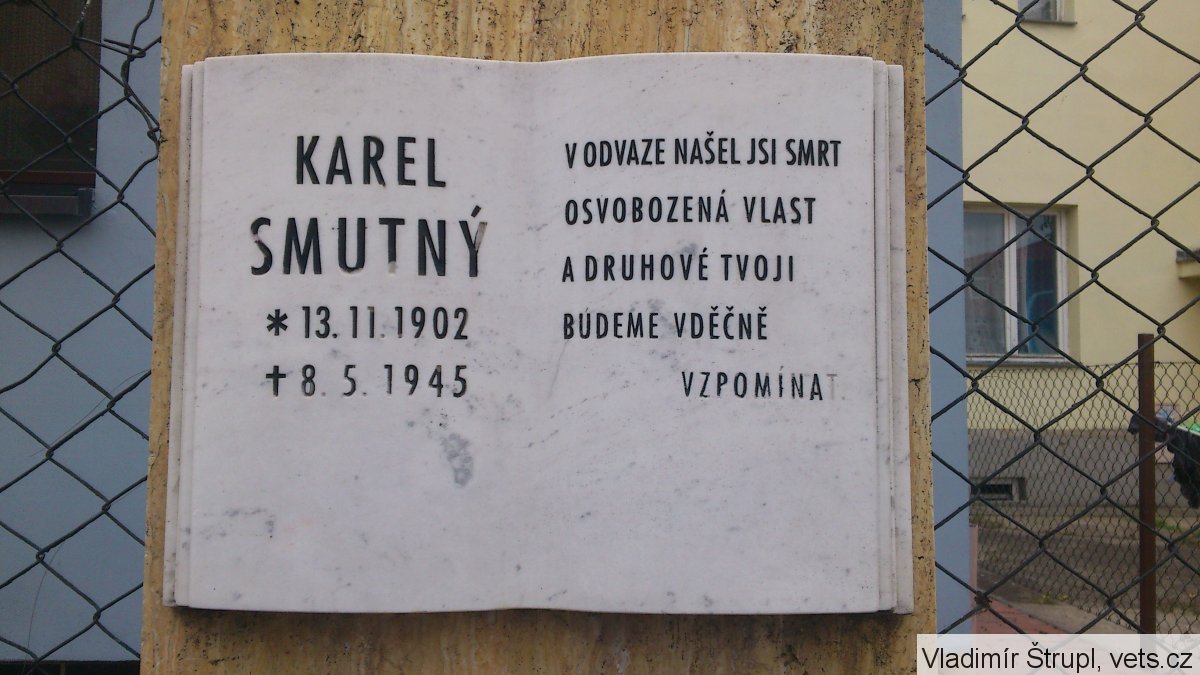 KAREL
SMUTNÝ
* 13. 11. 1902
† 8. 5. 1945
V ODVAZE NAŠEL JSI SMRT
OSVOBOZENÁ VLAST
A DRUHOVÉ TVOJI
BUDEME VDĚČNĚ
VZPOMÍNAT.
Vladimír Štrupl, vets.cz